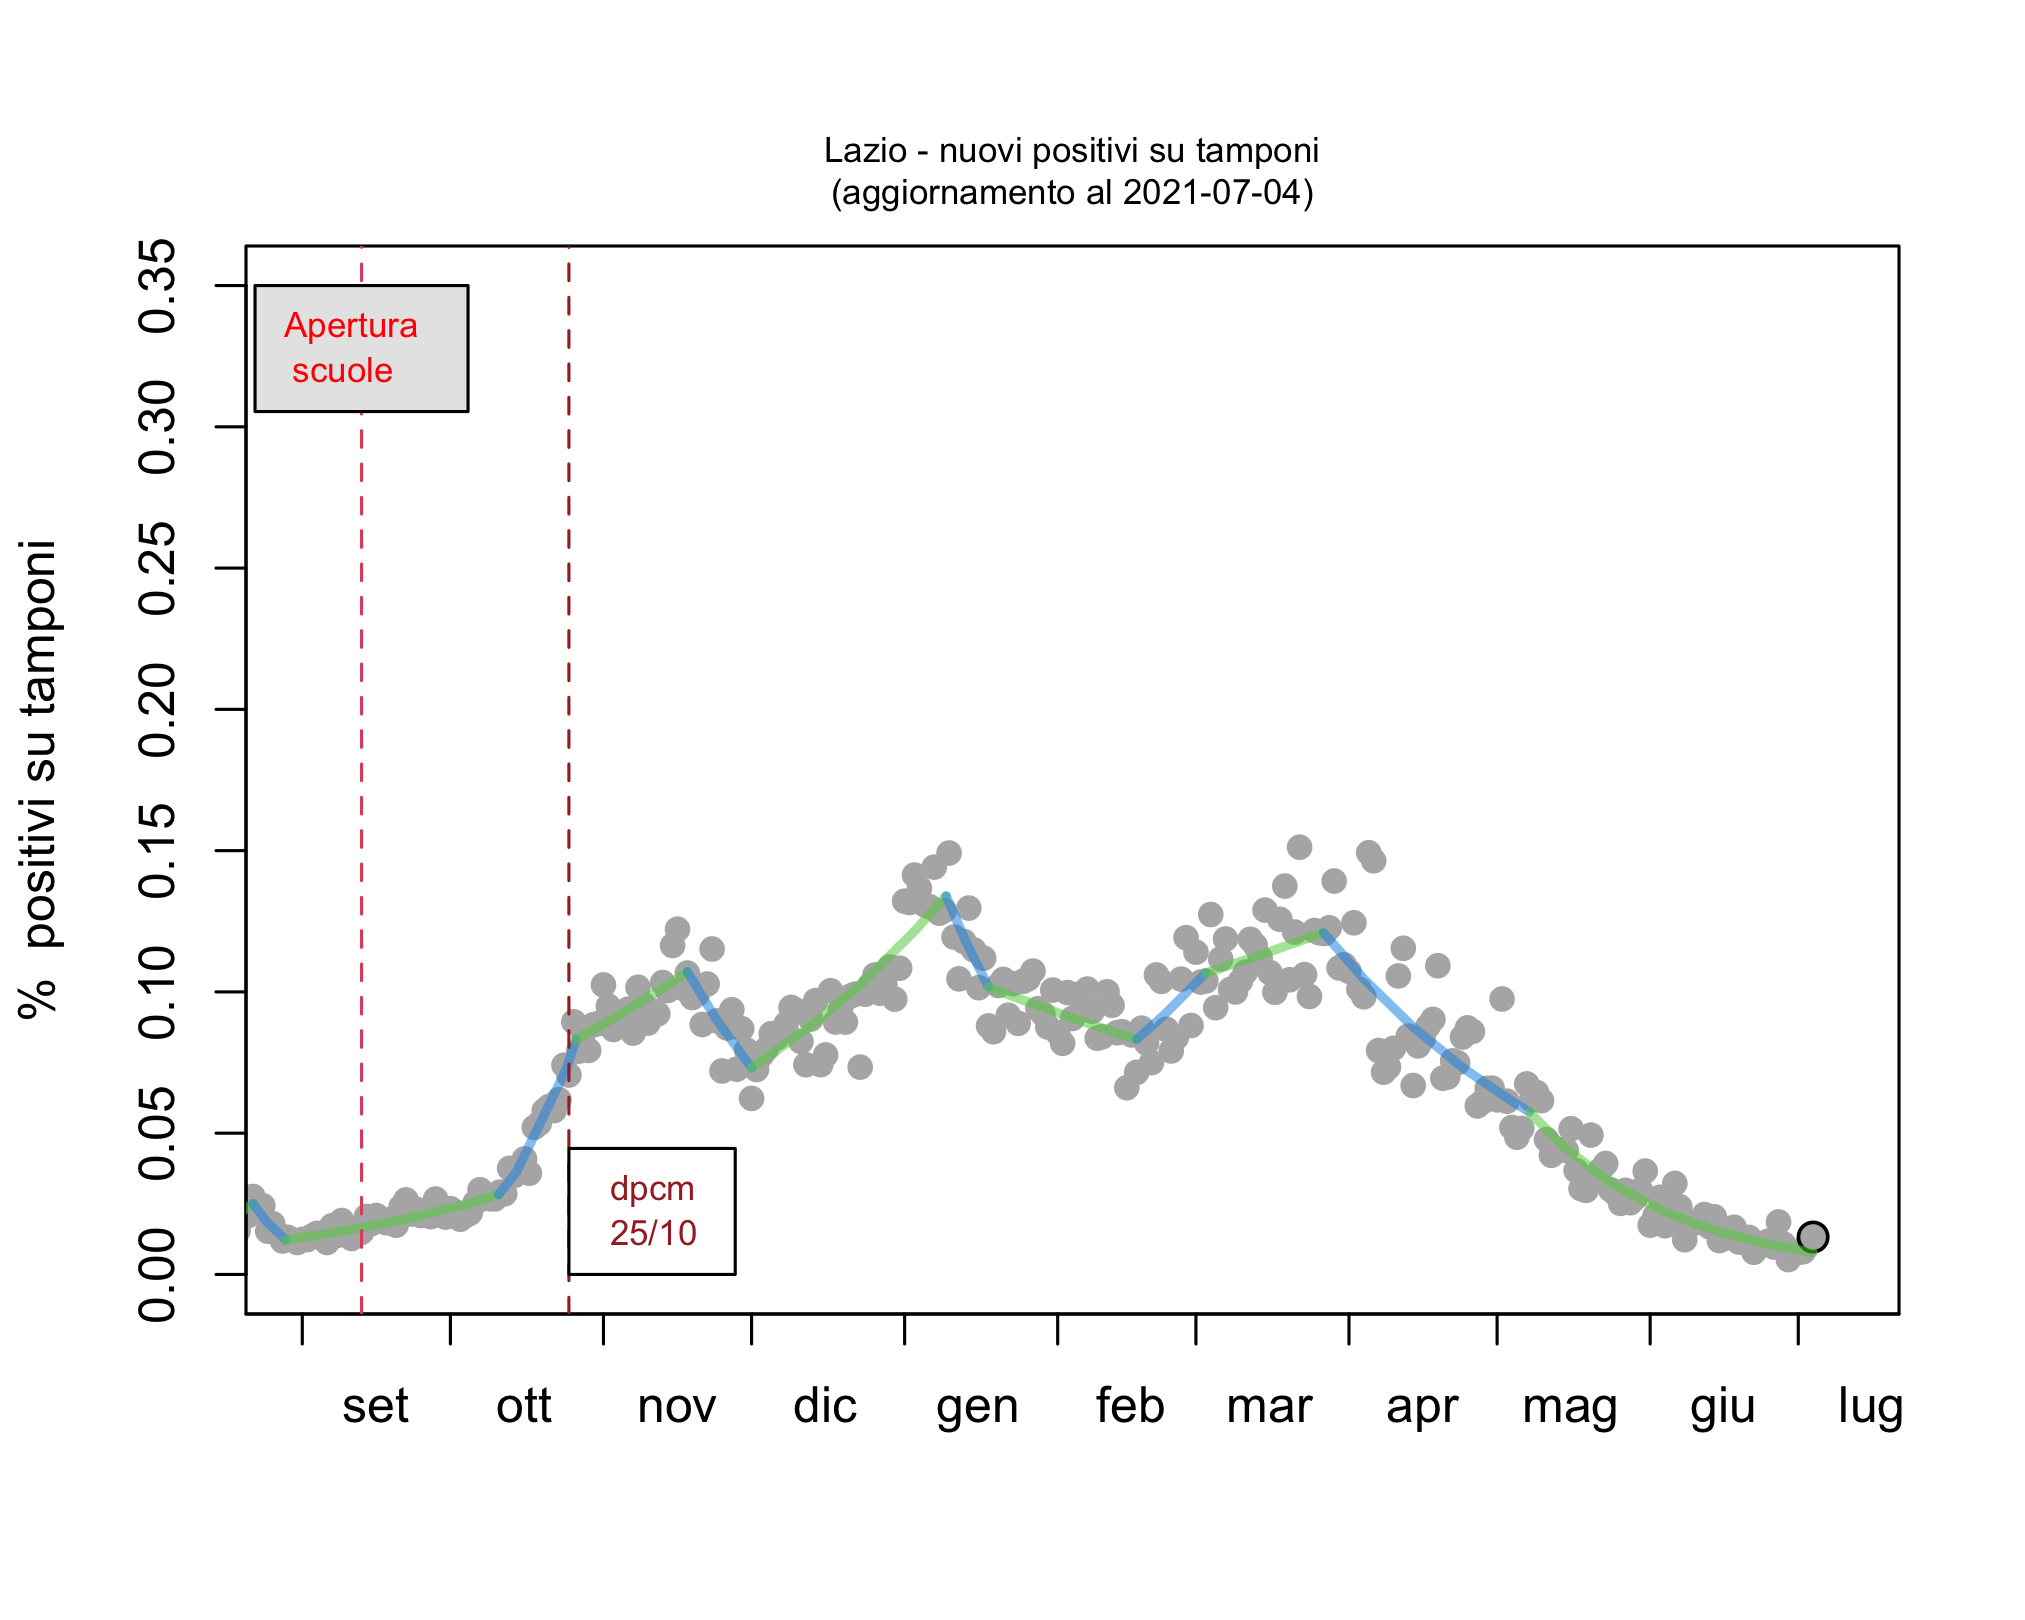 Lazio - nuovi positivi su tamponi
(aggiornamento al 2021-07-04)
% positivi su tamponi
0.35
0.30
0.25
0.20
0.15
0.10
0.05
0.00
Apertura
scuole
dpcm
25/10
set ott nov dic gen feb mar apr mag giu lug